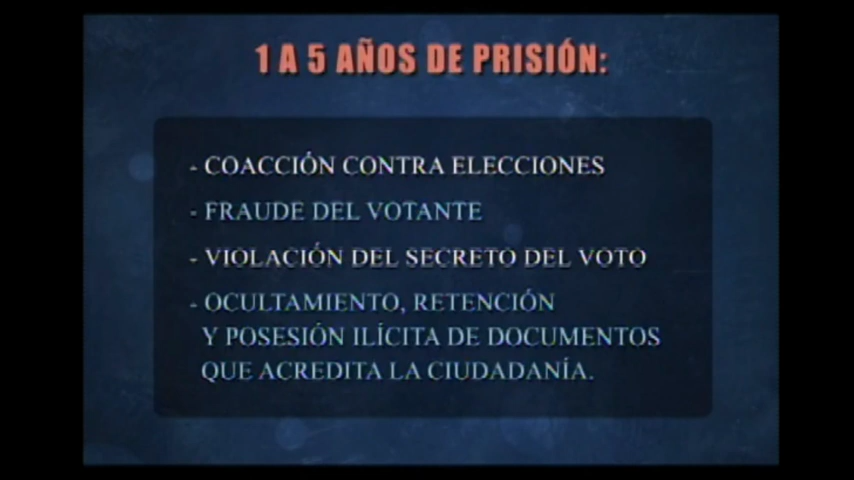 1 A 5 AÑOS DE PRISIÓN:
- COACCIÓN CONTRA ELECCIONES
- FRAUDE DEL VOTANTE
- VIOLACIÓN DEL SECRETO DEL VOTO
- OCULTAMIENTO, RETENCIÓN
Y POSESIÓN ILÍCITA DE DOCUMENTOS
QUE ACREDITA LA CIUDADANÍA.